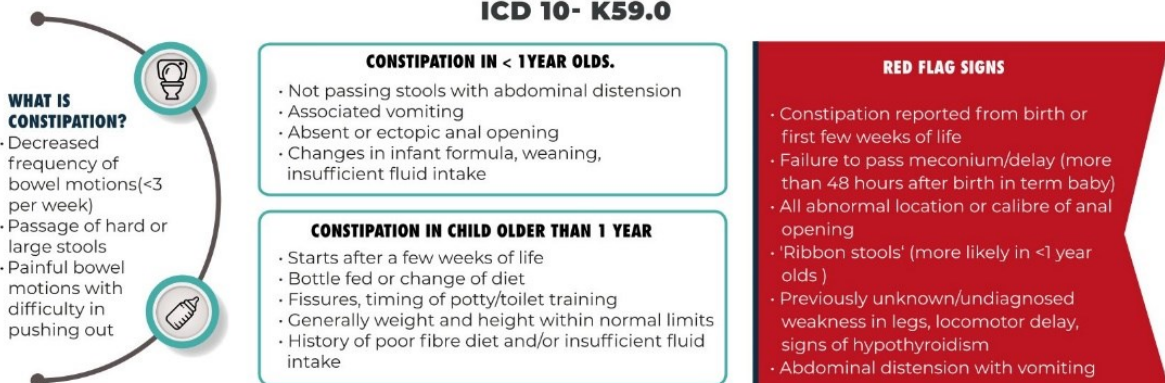 ICD 10- K59.0
WHAT IS
CONSTIPATION?
· Decreased
frequency of
bowel motions(<3
per week)
· Passage of hard or
large stools
· Painful bowel
motions with
difficulty in
pushing out
CONSTIPATION IN < 1YEAR OLDS.
· Not passing stools with abdominal distension
· Associated vomiting
· Absent or ectopic anal opening
· Changes in infant formula, weaning,
insufficient fluid intake
CONSTIPATION IN CHILD OLDER THAN 1 YEAR
· Starts after a few weeks of life
· Bottle fed or change of diet
· Fissures, timing of potty/toilet training
· Generally weight and height within normal limits
· History of poor fibre diet and/or insufficient fluid
intake
RED FLAG SIGNS
· Constipation reported from birth or
first few weeks of life
· Failure to pass meconium/delay (more
than 48 hours after birth in term baby)
· All abnormal location or calibre of anal
opening
· 'Ribbon stools' (more likely in <1 year
olds )
· Previously unknown/undiagnosed
weakness in legs, locomotor delay,
signs of hypothyroidism
· Abdominal distension with vomiting